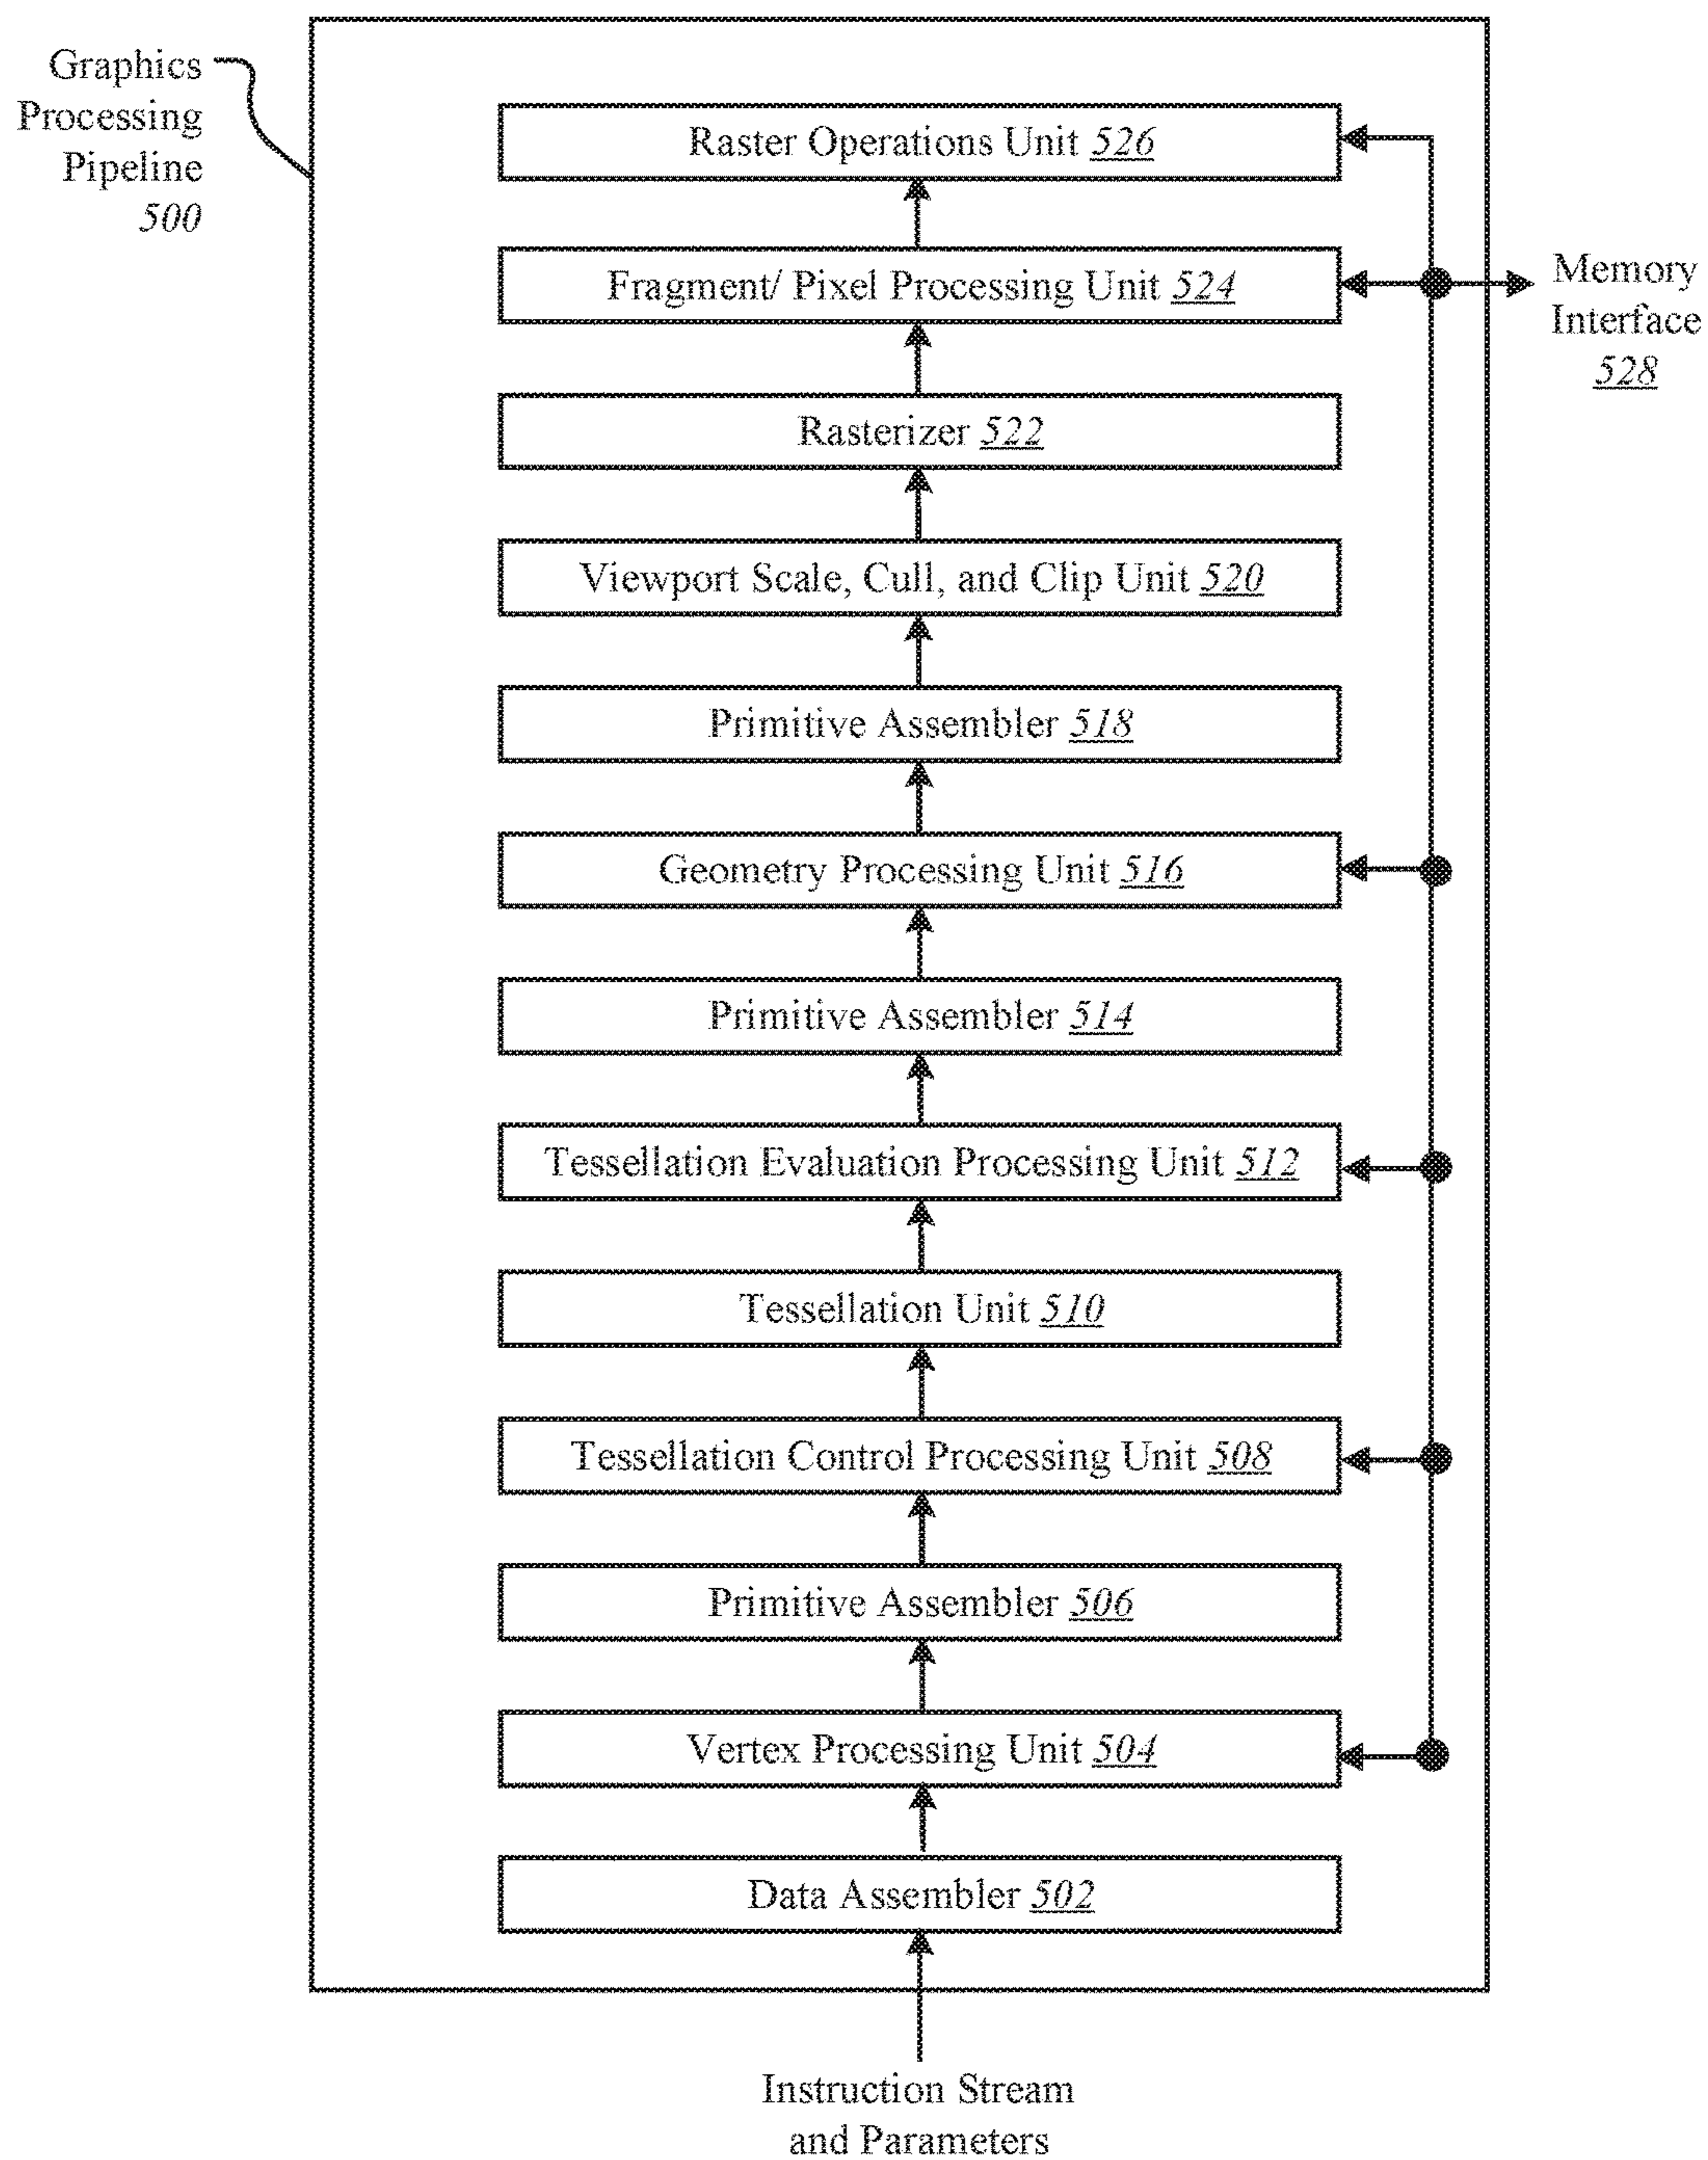 Graphics
Processing
Pipeline
500
Raster Operations Unit 526
Fragment/ Pixel Processing Unit 524
Memory
Interface
528
Rasterizer 522
Viewport Scale, Cull, and Clip Unit 520
Primitive Assembler 518
Geometry Processing Unit 516
Primitive Assembler 514
Tessellation Evaluation Processing Unit 512
Tessellation Unit 510
Tessellation Control Processing Unit 508
Primitive Assembler 506
Vertex Processing Unit 504
Data Assembler 502
Instruction Stream
and Parameters